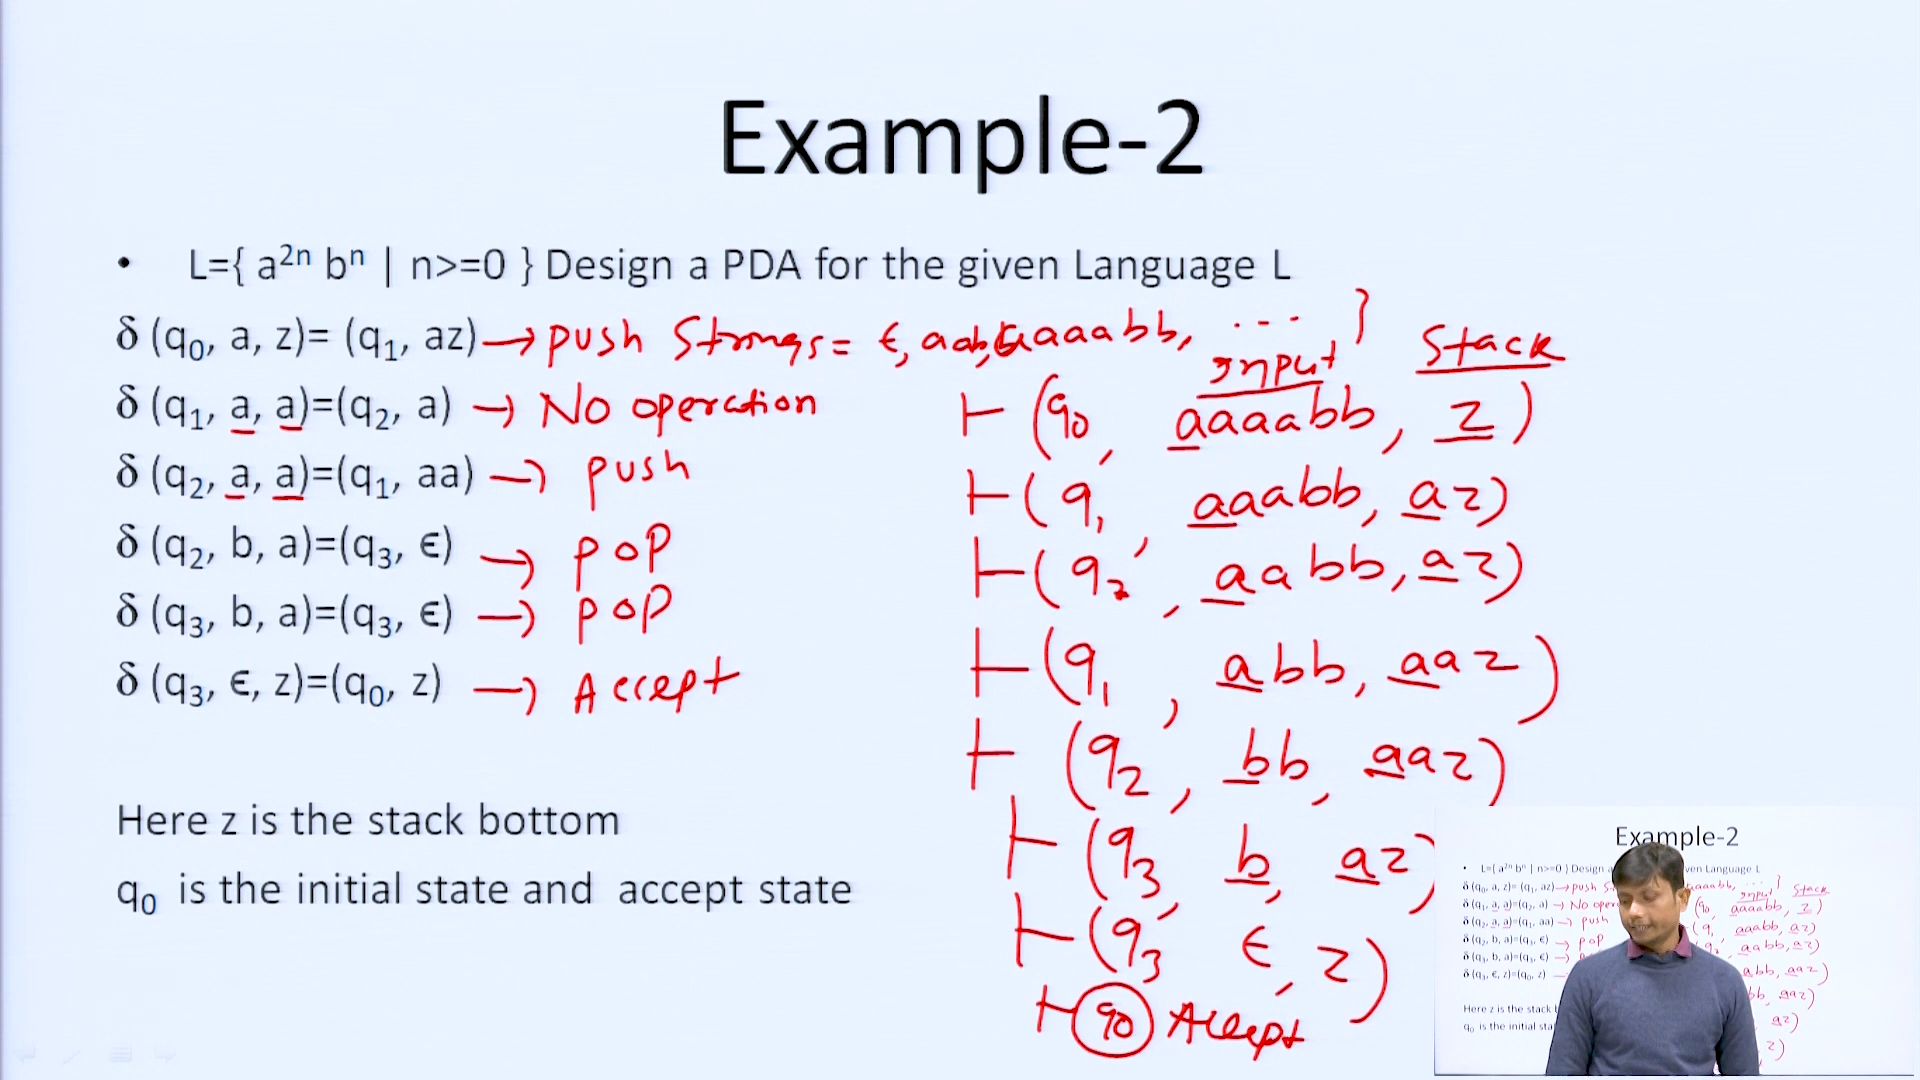 Example-2
• L={ a²ⁿ bⁿ | n>=0 } Design a PDA for the given Language L
δ (q₀, a, z)= (q₁, az) → push Strings = ϵ, aab, aaaabb, ... }
δ (q₁, a, a)=(q₂, a) → No operation
δ (q₂, a, a)=(q₁, aa) → push
δ (q₂, b, a)=(q₃, ϵ) → pop
δ (q₃, b, a)=(q₃, ϵ) → pop
δ (q₃, ϵ, z)=(q₀, z) → Accept
Here z is the stack bottom
q₀ is the initial state and accept state
input Stack
⊢ (q₀, aaaabb, z)
⊢ (q₁, aaabb, az)
⊢ (q₂, aabb, az)
⊢ (q₁, abb, aaz)
⊢ (q₂, bb, aaz)
⊢ (q₃, b, az)
⊢ (q₃, ϵ, z)
⊢ q₀ Accept